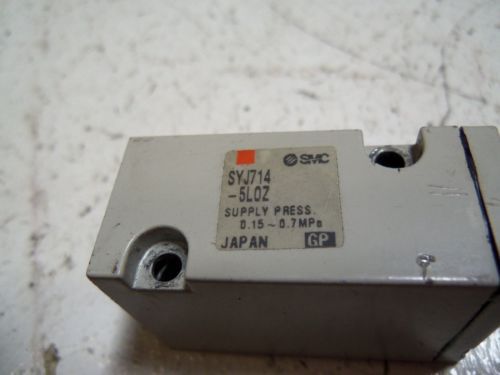 SMC
SYJ714
-5LOZ
SUPPLY PRESS.
0.15~0.7MPa
JAPAN GP